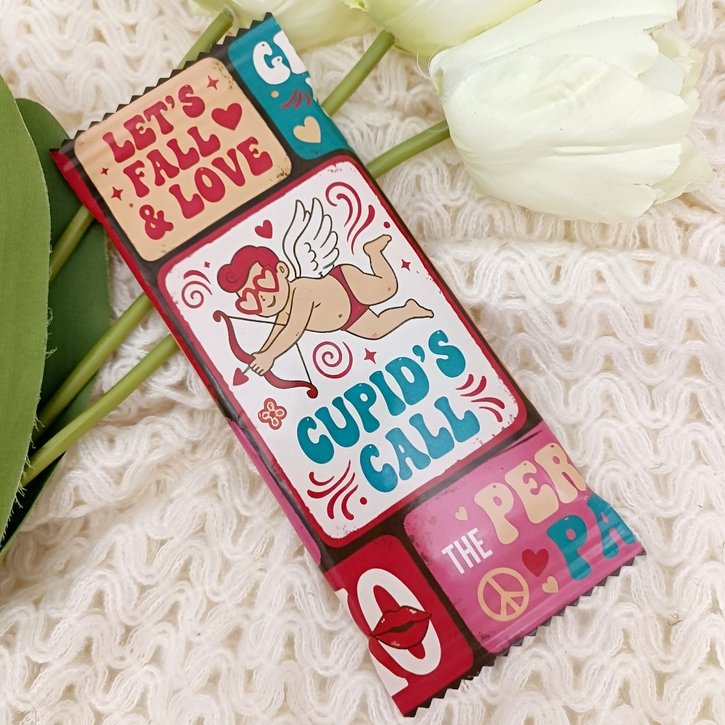 LET'S
FALL
& LOVE
CUPID'S
CALL
THE